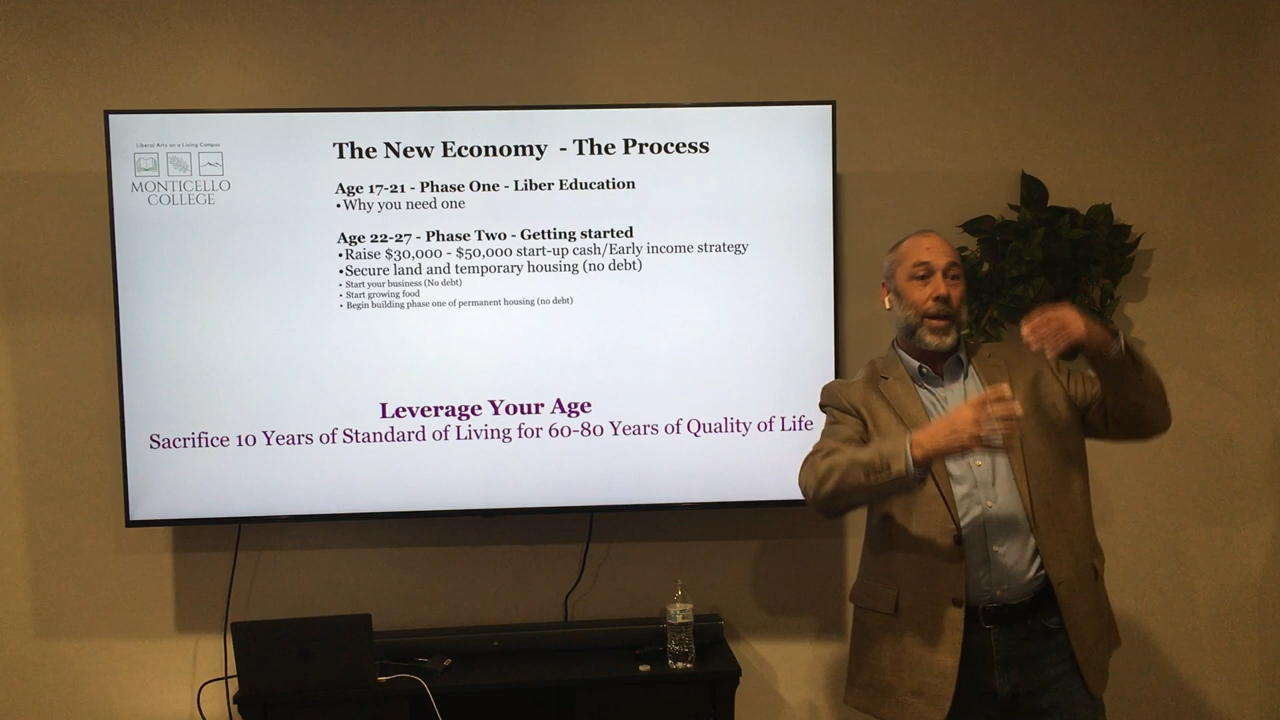 Liberal Arts on a Living Campus
MONTICELLO
COLLEGE
The New Economy - The Process
Age 17-21 - Phase One - Liber Education
•Why you need one
Age 22-27 - Phase Two - Getting started
•Raise $30,000 - $50,000 start-up cash/Early income strategy
•Secure land and temporary housing (no debt)
• Start your business (No debt)
• Start growing food
• Begin building phase one of permanent housing (no debt)
Leverage Your Age
Sacrifice 10 Years of Standard of Living for 60-80 Years of Quality of Life